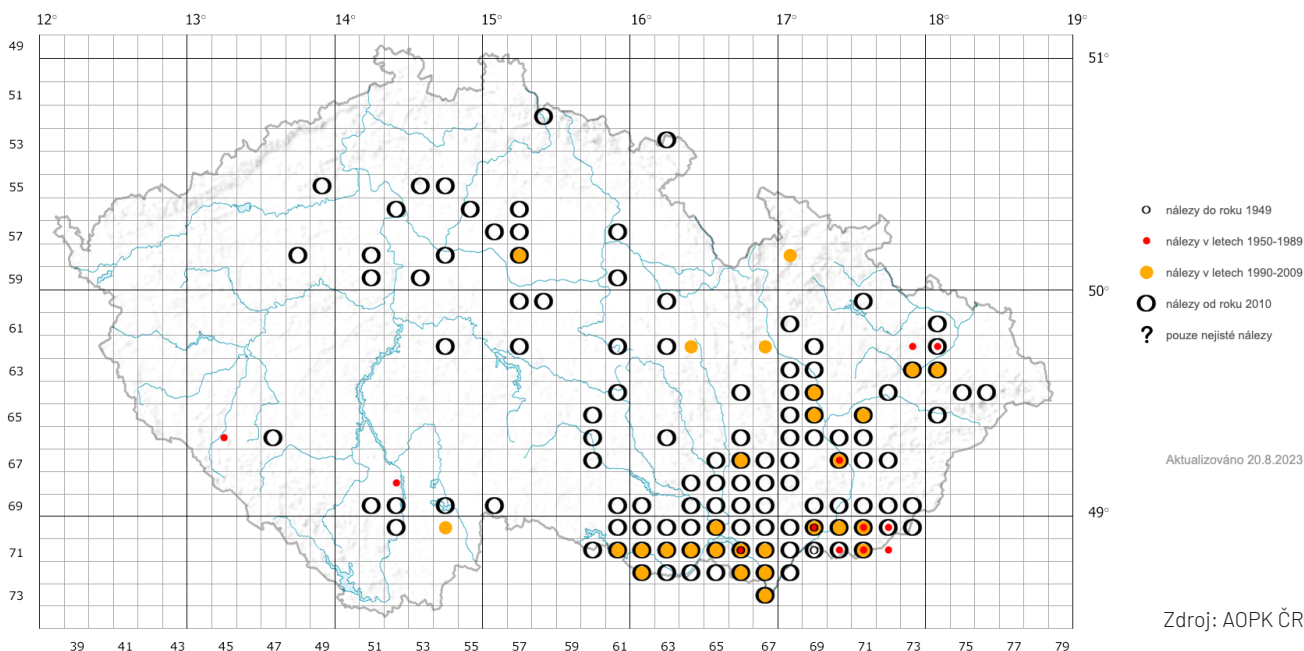 12° 13° 14° 15° 16° 17° 18° 19°
49
51°
51
53
55
57
59
50°
61
63
65
67
69
49°
71
73
39 41 43 45 47 49 51 53 55 57 59 61 63 65 67 69 71 73 75 77 79
nálezy do roku 1949
nálezy v letech 1950-1989
nálezy v letech 1990-2009
nálezy od roku 2010
? pouze nejisté nálezy
Aktualizováno 20.8.2023
Zdroj: AOPK ČR